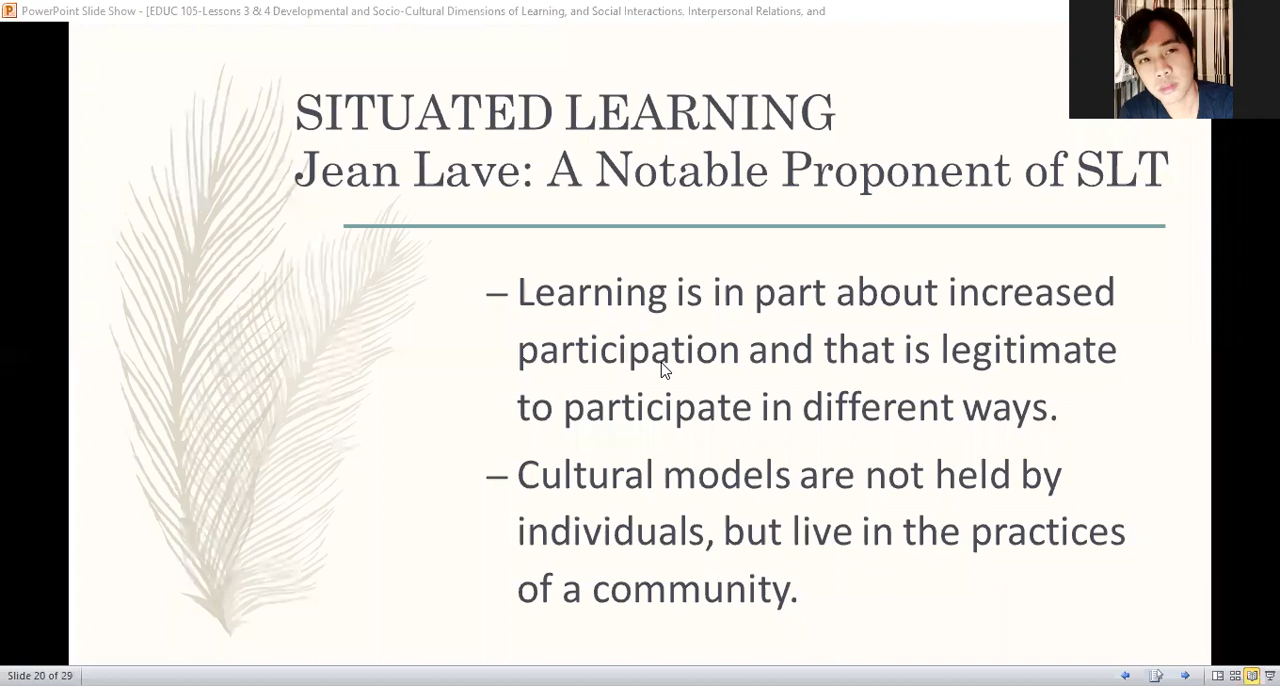 PowerPoint Slide Show - [EDUC 105-Lessons 3 & 4 Developmental and Socio-Cultural Dimensions of Learning, and Social Interactions, Interpersonal Relations, and
SITUATED LEARNING
Jean Lave: A Notable Proponent of SLT
– Learning is in part about increased
participation and that is legitimate
to participate in different ways.
– Cultural models are not held by
individuals, but live in the practices
of a community.
Slide 20 of 29